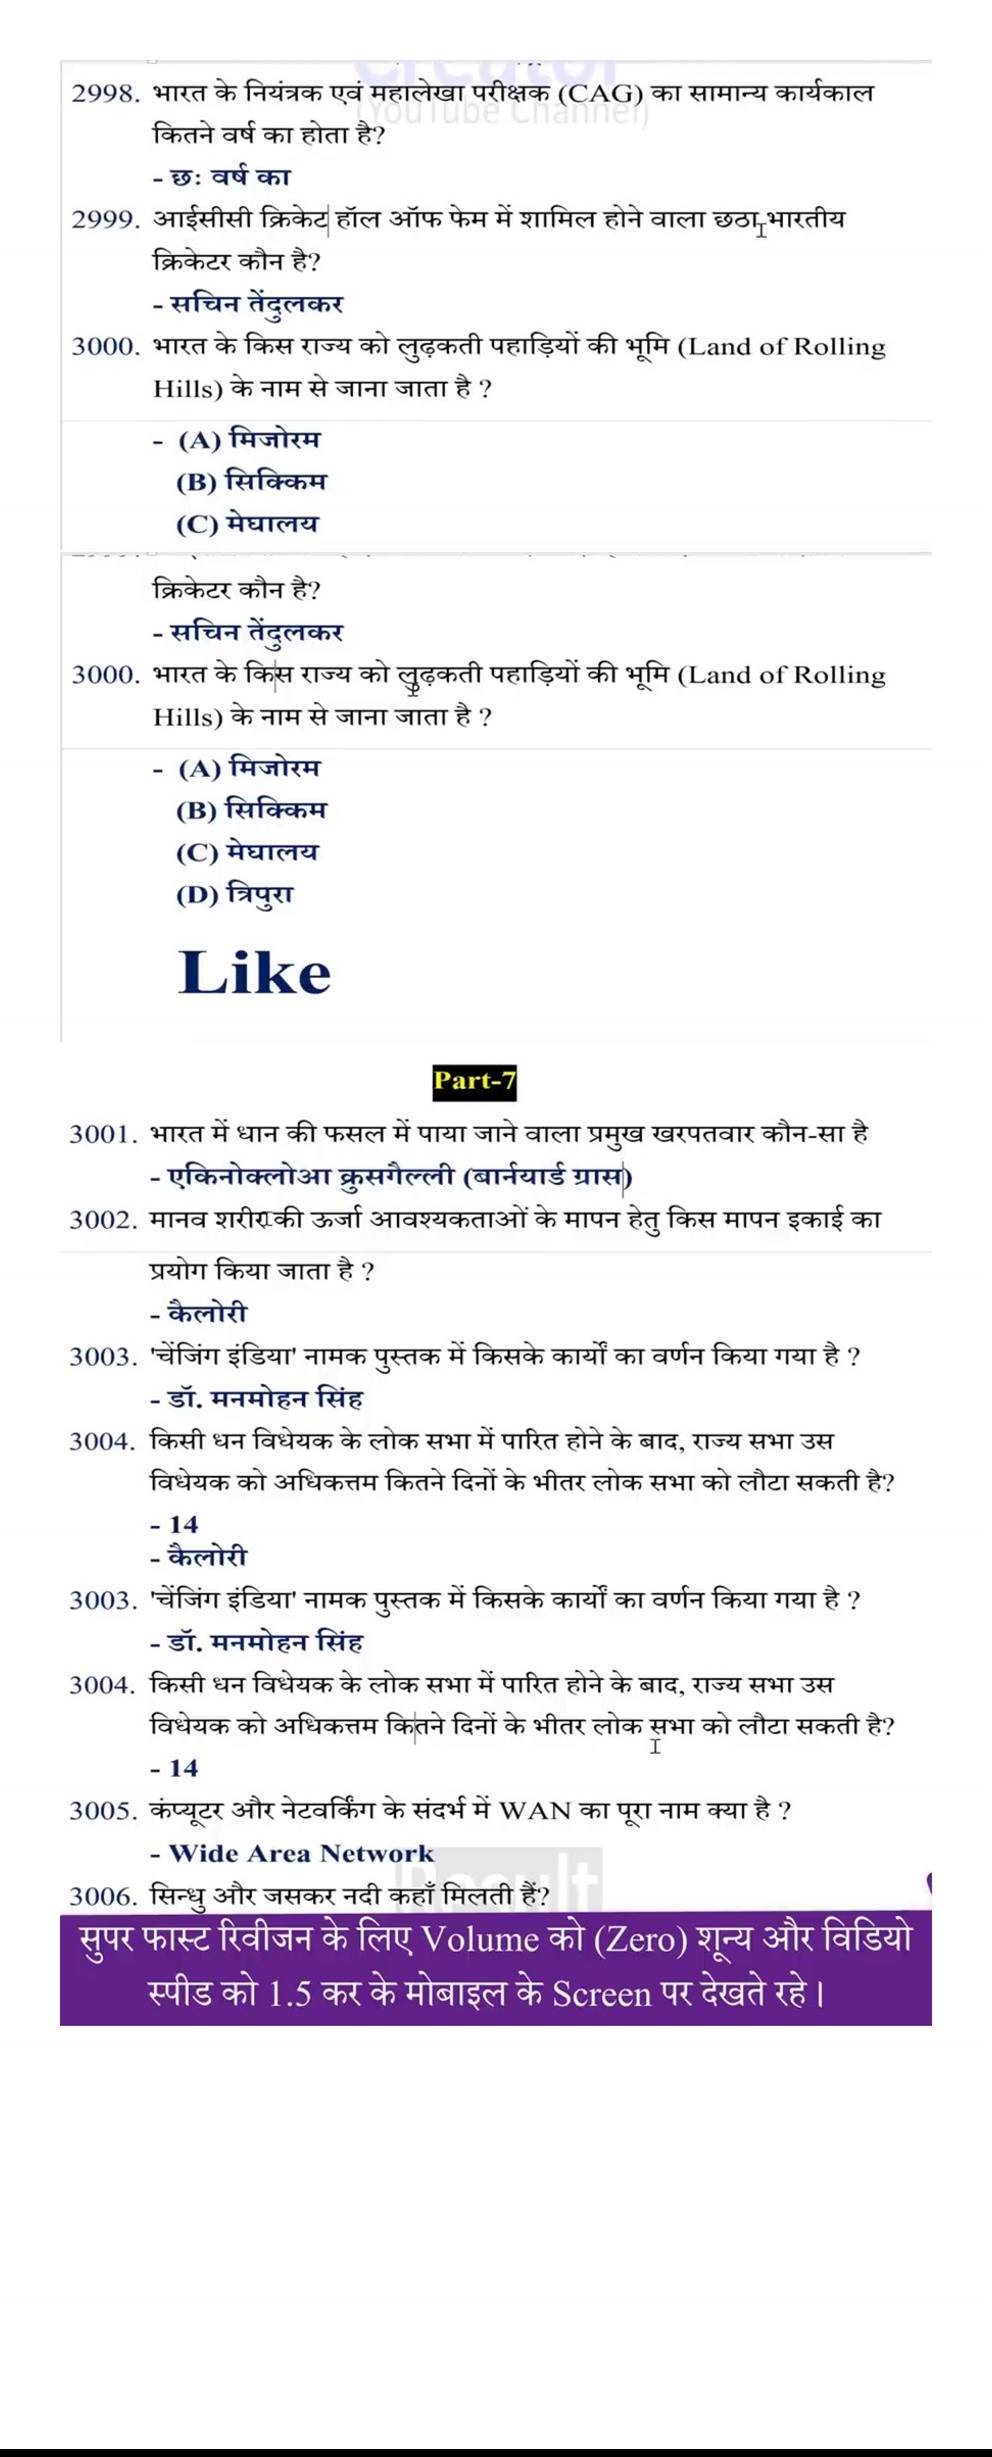 (YouTube Channel)
2998. भारत के नियंत्रक एवं महालेखा परीक्षक (CAG) का सामान्य कार्यकाल
कितने वर्ष का होता है?
- छः वर्ष का
2999. आईसीसी क्रिकेट हॉल ऑफ फेम में शामिल होने वाला छठा भारतीय
क्रिकेटर कौन है?
- सचिन तेंदुलकर
3000. भारत के किस राज्य को लुढ़कती पहाड़ियों की भूमि (Land of Rolling
Hills) के नाम से जाना जाता है ?
- (A) मिजोरम
(B) सिक्किम
(C) मेघालय
क्रिकेटर कौन है?
- सचिन तेंदुलकर
3000. भारत के किस राज्य को लुढ़कती पहाड़ियों की भूमि (Land of Rolling
Hills) के नाम से जाना जाता है ?
- (A) मिजोरम
(B) सिक्किम
(C) मेघालय
(D) त्रिपुरा
Like
Part-7
3001. भारत में धान की फसल में पाया जाने वाला प्रमुख खरपतवार कौन-सा है
- एकिनोक्लोआ क्रुसगैल्ली (बार्नयार्ड ग्रास)
3002. मानव शरीर की ऊर्जा आवश्यकताओं के मापन हेतु किस मापन इकाई का
प्रयोग किया जाता है ?
- कैलोरी
3003. 'चेंजिंग इंडिया' नामक पुस्तक में किसके कार्यों का वर्णन किया गया है ?
- डॉ. मनमोहन सिंह
3004. किसी धन विधेयक के लोक सभा में पारित होने के बाद, राज्य सभा उस
विधेयक को अधिकत्तम कितने दिनों के भीतर लोक सभा को लौटा सकती है?
- 14
- कैलोरी
3003. 'चेंजिंग इंडिया' नामक पुस्तक में किसके कार्यों का वर्णन किया गया है ?
- डॉ. मनमोहन सिंह
3004. किसी धन विधेयक के लोक सभा में पारित होने के बाद, राज्य सभा उस
विधेयक को अधिकत्तम कितने दिनों के भीतर लोक सभा को लौटा सकती है?
- 14
3005. कंप्यूटर और नेटवर्किंग के संदर्भ में WAN का पूरा नाम क्या है ?
- Wide Area Network
Result
3006. सिन्धु और जसकर नदी कहाँ मिलती हैं?
सुपर फास्ट रिवीजन के लिए Volume को (Zero) शून्य और विडियो
स्पीड को 1.5 कर के मोबाइल के Screen पर देखते रहे।